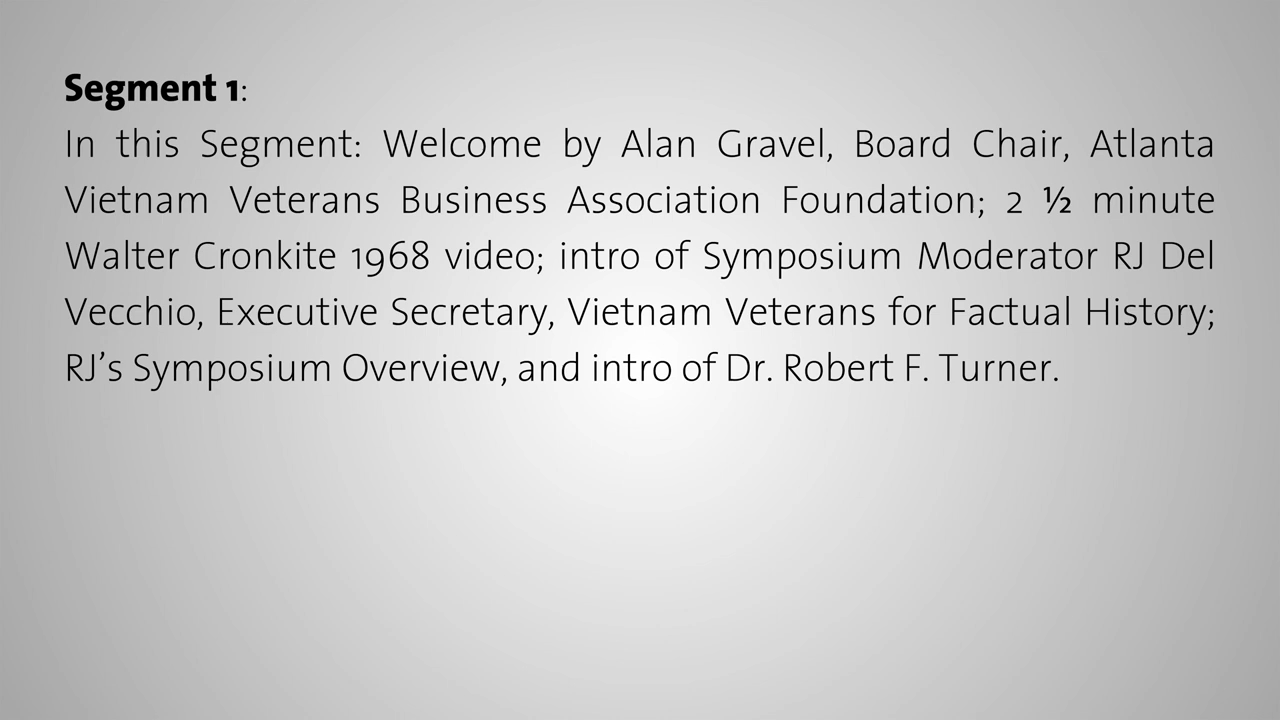 Segment 1:
In this Segment: Welcome by Alan Gravel, Board Chair, Atlanta
Vietnam Veterans Business Association Foundation; 2 ½ minute
Walter Cronkite 1968 video; intro of Symposium Moderator RJ Del
Vecchio, Executive Secretary, Vietnam Veterans for Factual History;
RJ’s Symposium Overview, and intro of Dr. Robert F. Turner.